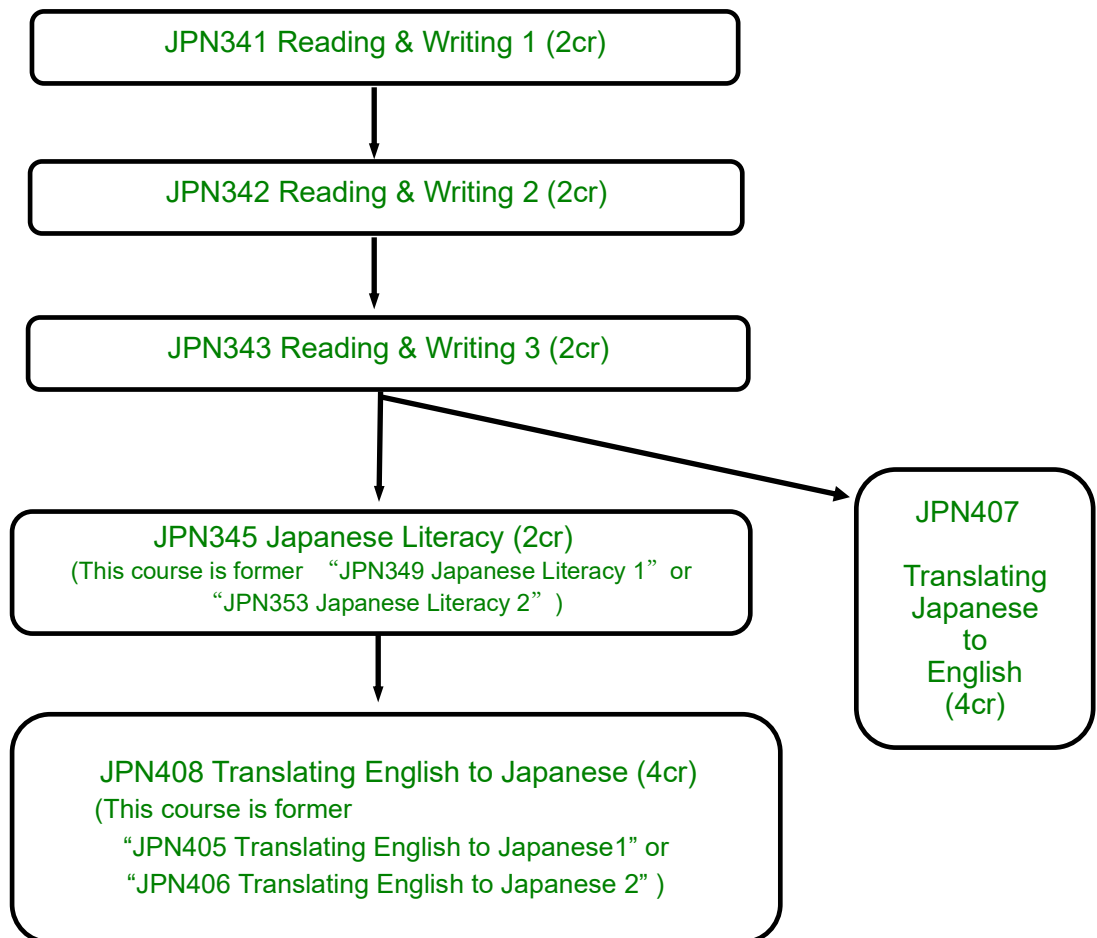 JPN341 Reading & Writing 1 (2cr)
JPN342 Reading & Writing 2 (2cr)
JPN343 Reading & Writing 3 (2cr)
JPN345 Japanese Literacy (2cr)
(This course is former “JPN349 Japanese Literacy 1” or
“JPN353 Japanese Literacy 2” )
JPN407
Translating
Japanese
to
English
(4cr)
JPN408 Translating English to Japanese (4cr)
(This course is former
“JPN405 Translating English to Japanese1” or
“JPN406 Translating English to Japanese 2” )